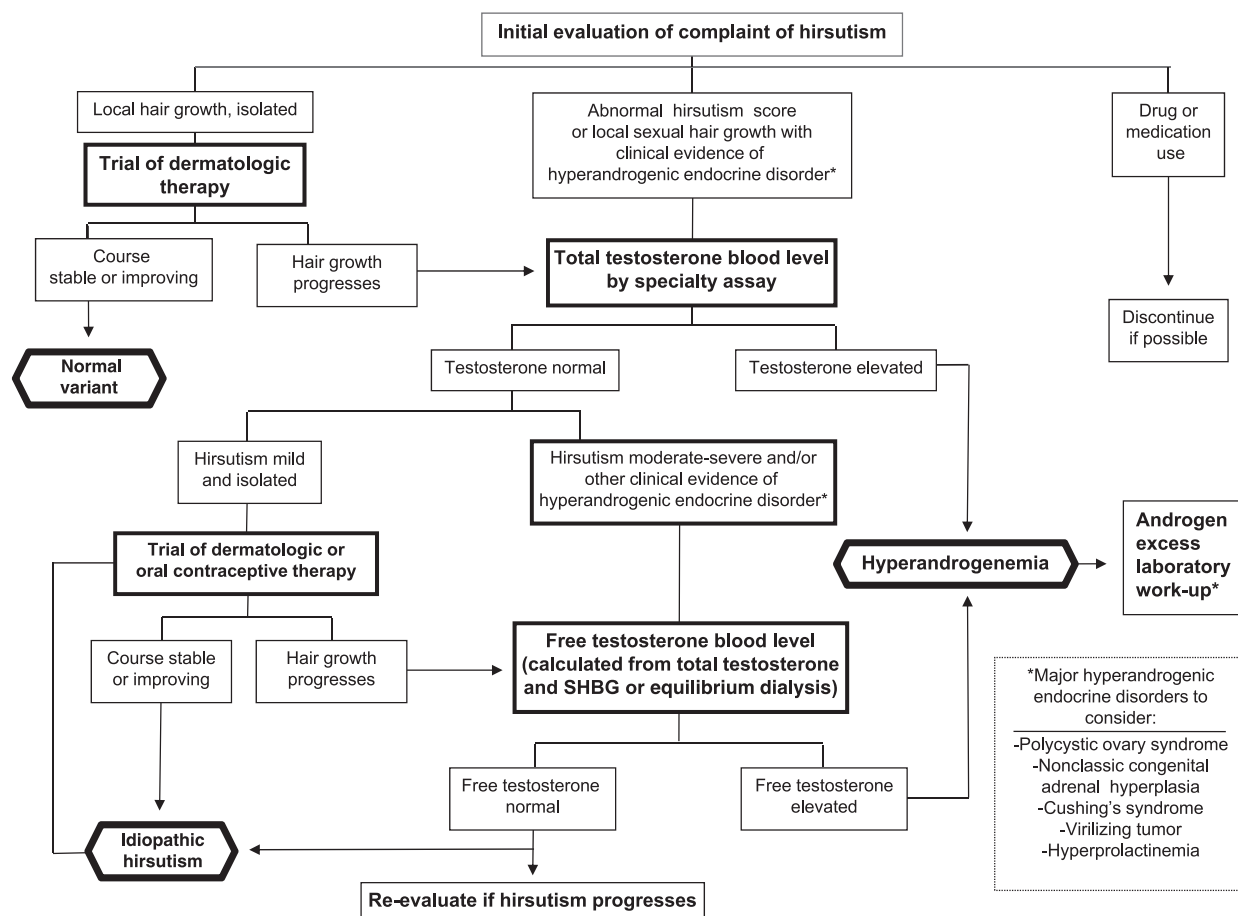 Initial evaluation of complaint of hirsutism
Local hair growth, isolated
Abnormal hirsutism score
or local sexual hair growth with
clinical evidence of
hyperandrogenic endocrine disorder*
Drug or
medication
use
Trial of dermatologic
therapy
Course
stable or improving
Hair growth
progresses
Total testosterone blood level
by specialty assay
Discontinue
if possible
Normal
variant
Testosterone normal
Testosterone elevated
Hirsutism mild
and isolated
Hirsutism moderate-severe and/or
other clinical evidence of
hyperandrogenic endocrine disorder*
Trial of dermatologic or
oral contraceptive therapy
Hyperandrogenemia
Androgen
excess
laboratory
work-up*
Course stable
or improving
Hair growth
progresses
Free testosterone blood level
(calculated from total testosterone
and SHBG or equilibrium dialysis)
*Major hyperandrogenic
endocrine disorders to
consider:
-Polycystic ovary syndrome
-Nonclassic congenital
adrenal hyperplasia
-Cushing's syndrome
-Virilizing tumor
-Hyperprolactinemia
Free testosterone
normal
Free testosterone
elevated
Idiopathic
hirsutism
Re-evaluate if hirsutism progresses